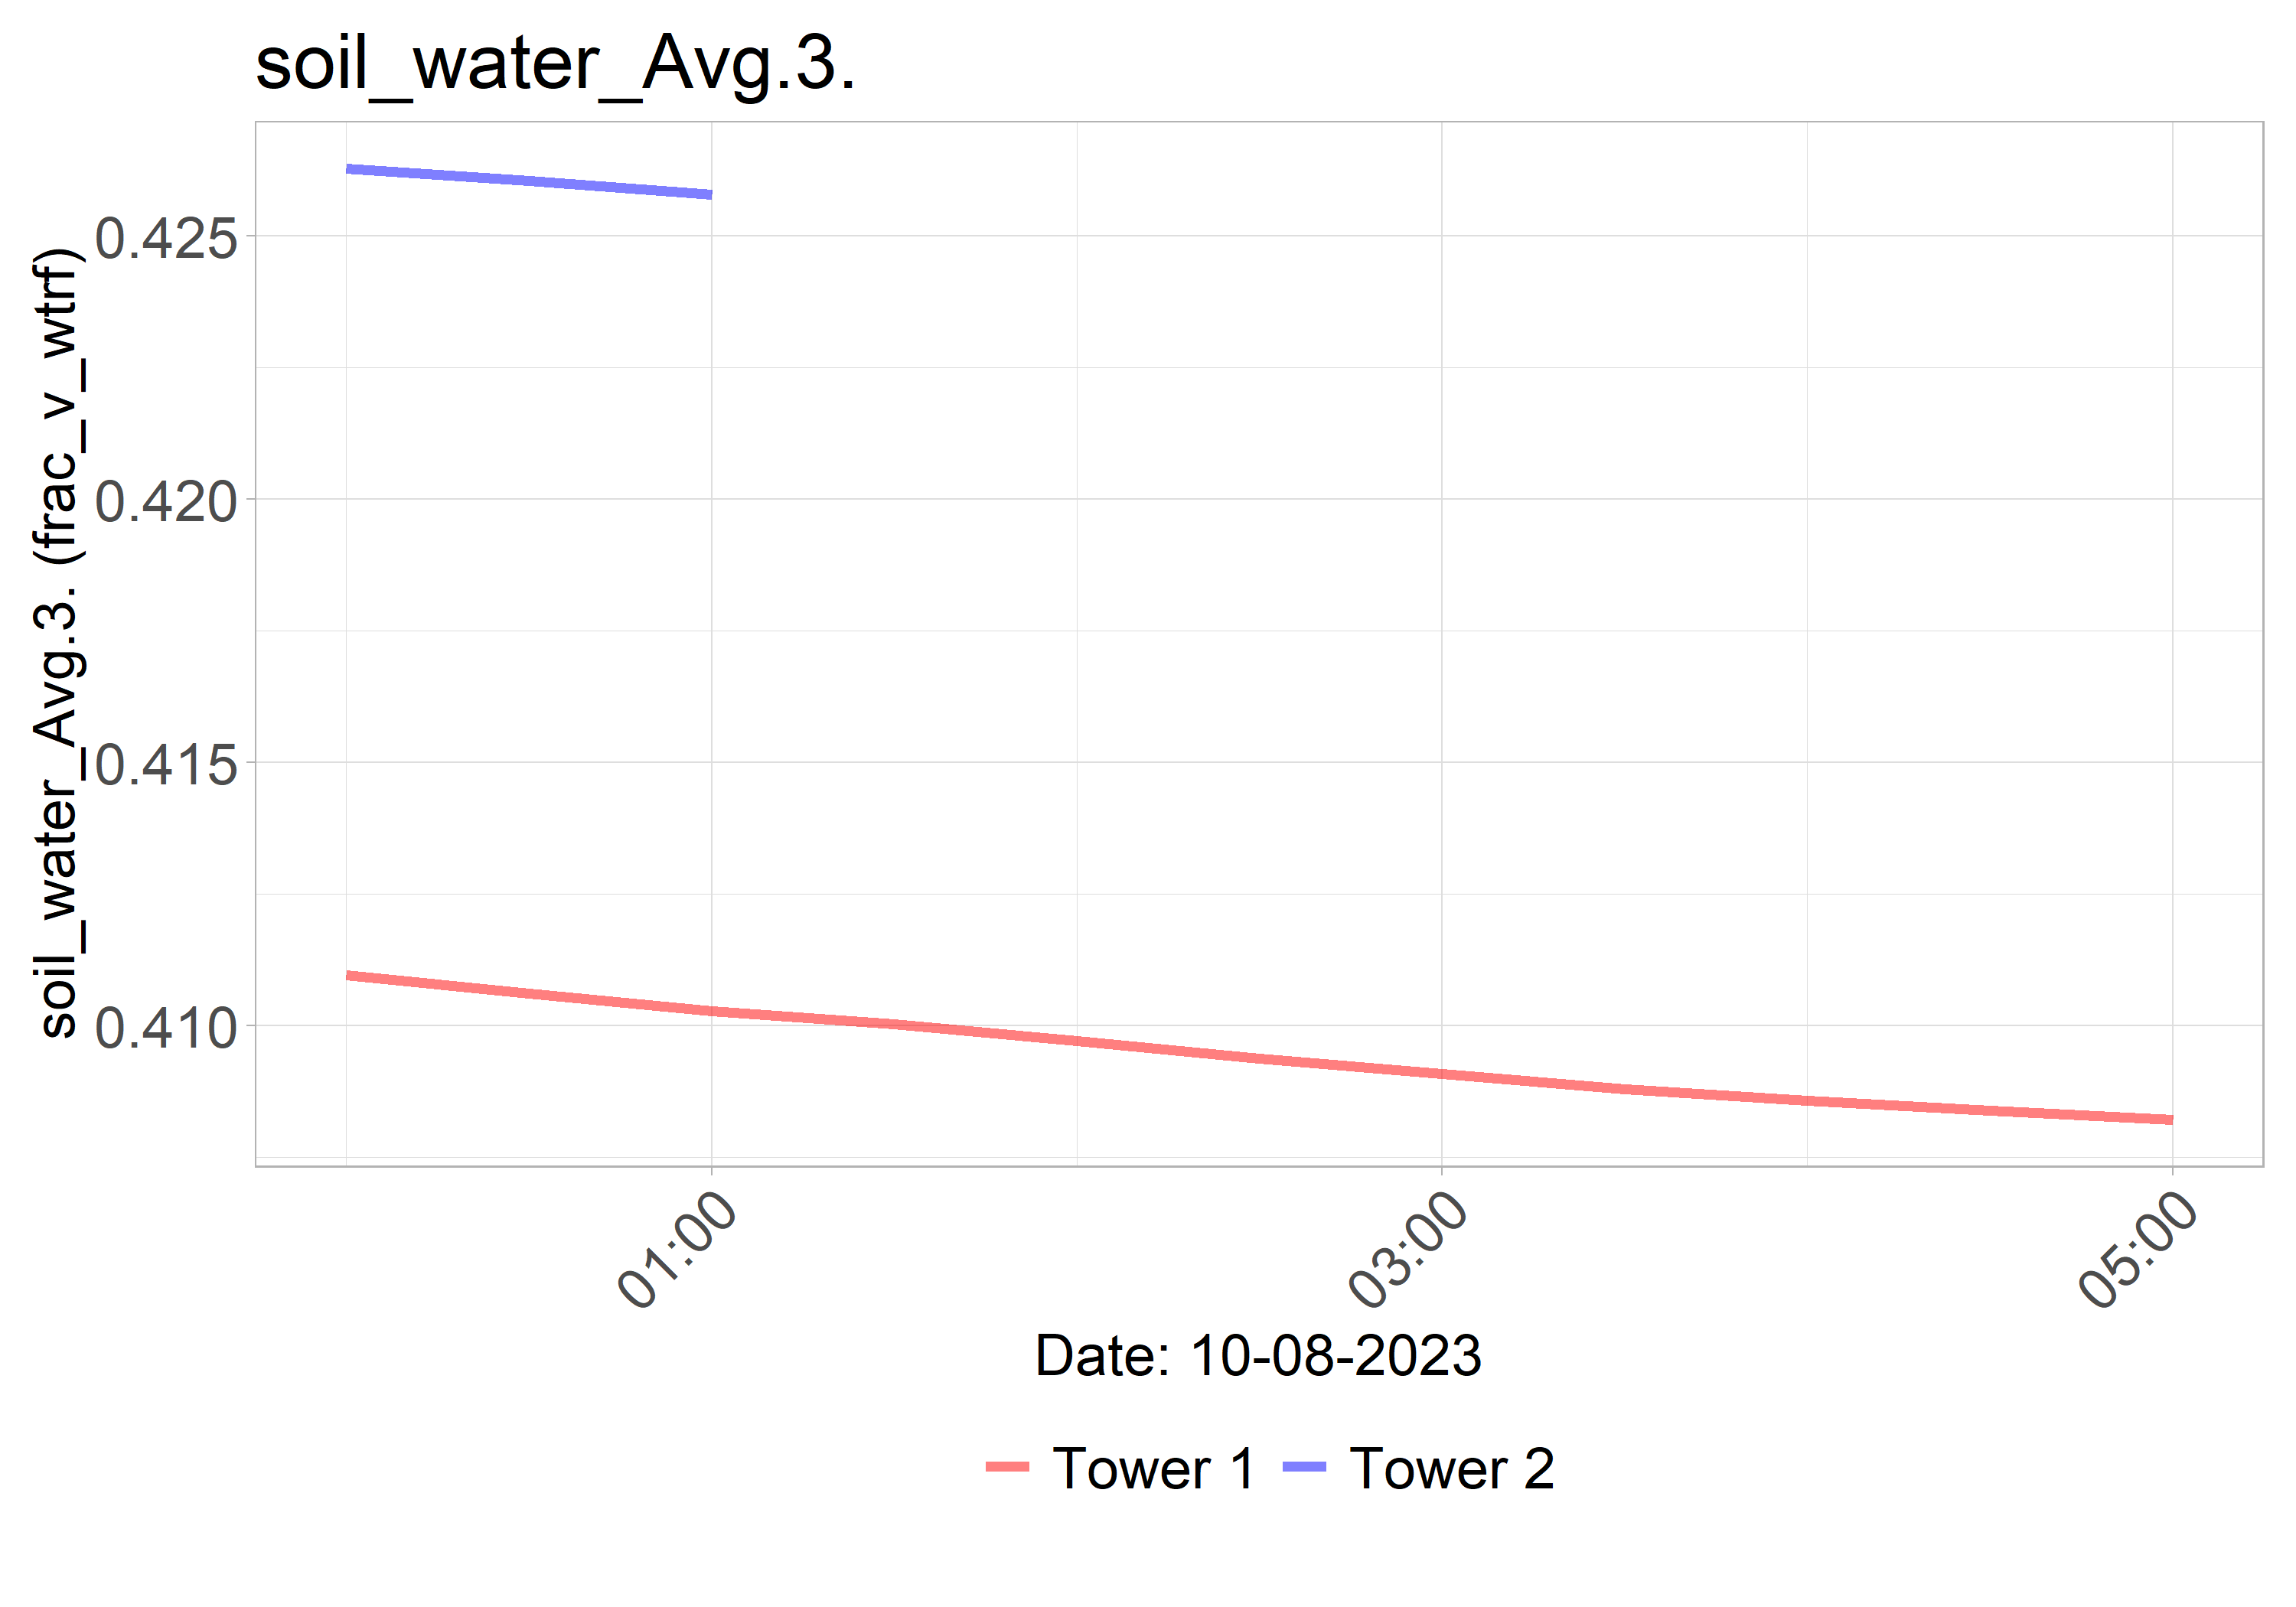 soil_water_Avg.3.
soil_water_Avg.3. (frac_v_wtrf)
0.425
0.420
0.415
0.410
01:00
03:00
05:00
Date: 10-08-2023
Tower 1
Tower 2